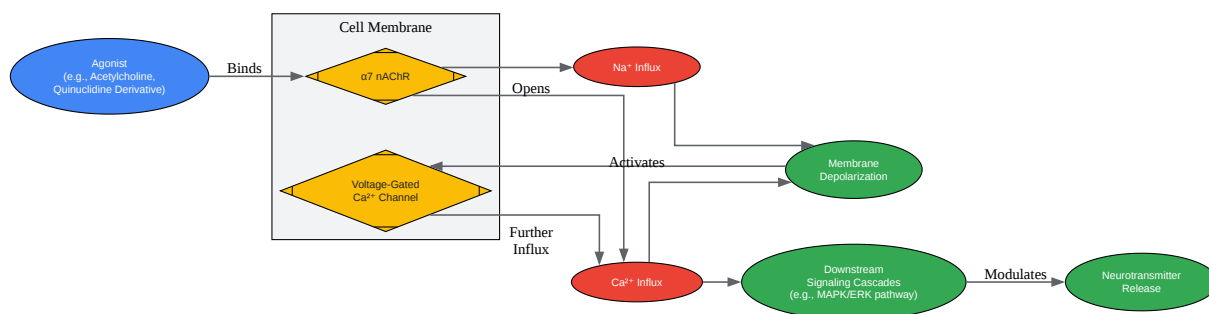 Cell Membrane
Agonist
(e.g., Acetylcholine,
Quinuclidine Derivative)
Binds
α7 nAChR
Na⁺ Influx
Opens
Activates
Membrane
Depolarization
Voltage-Gated
Ca²⁺ Channel
Further
Influx
Ca²⁺ Influx
Downstream
Signaling Cascades
(e.g., MAPK/ERK pathway)
Modulates
Neurotransmitter
Release